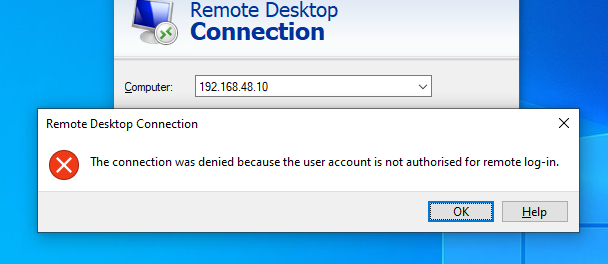 Remote Desktop
Connection
Computer: 192.168.48.10
Remote Desktop Connection
The connection was denied because the user account is not authorised for remote log-in.
OK Help